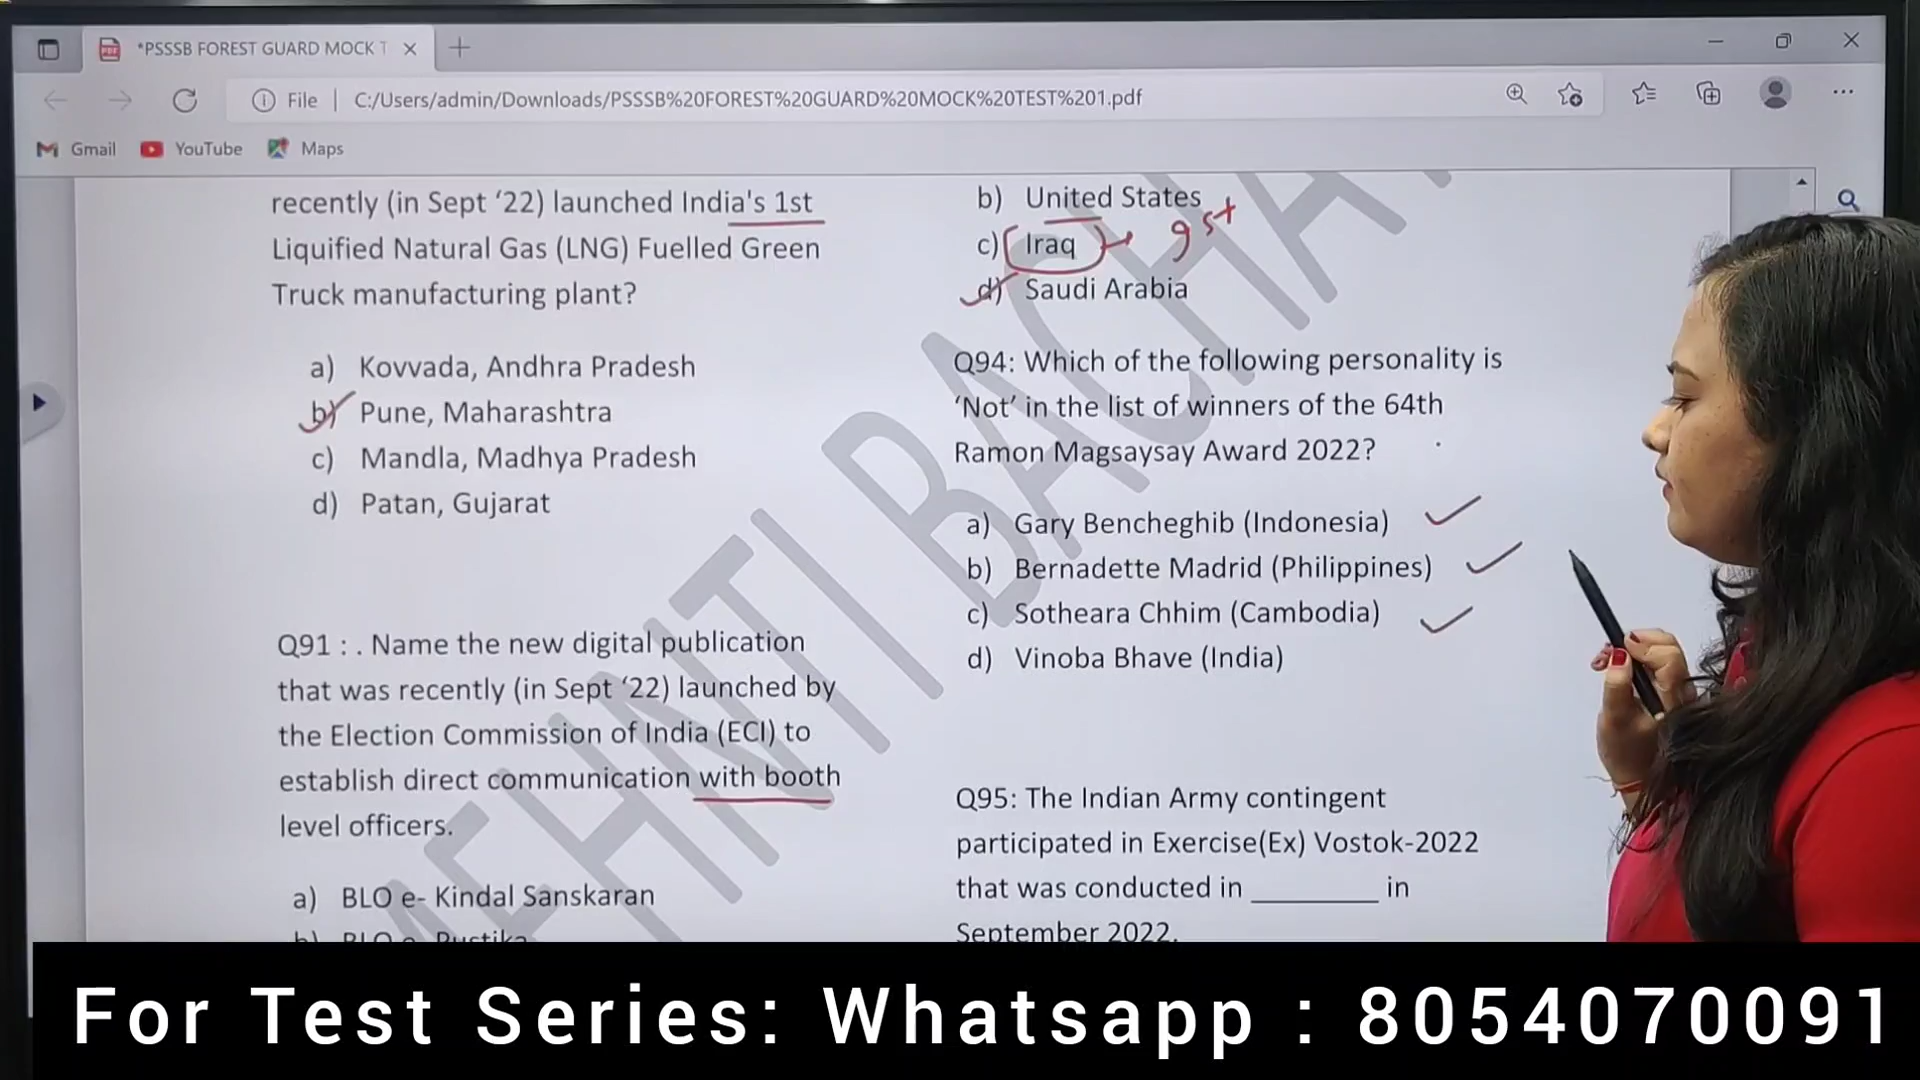 *PSSSB FOREST GUARD MOCK T
File
C:/Users/admin/Downloads/PSSSB%20FOREST%20GUARD%20MOCK%20TEST%201.pdf
Gmail
YouTube
Maps
recently (in Sept ‘22) launched India's 1st
Liquified Natural Gas (LNG) Fuelled Green
Truck manufacturing plant?
a) Kovvada, Andhra Pradesh
b) Pune, Maharashtra
c) Mandla, Madhya Pradesh
d) Patan, Gujarat
Q91 : . Name the new digital publication
that was recently (in Sept ‘22) launched by
the Election Commission of India (ECI) to
establish direct communication with booth
level officers.
a) BLO e- Kindal Sanskaran
b) BLO e
b) United States
c) Iraq
d) Saudi Arabia
Q94: Which of the following personality is
‘Not’ in the list of winners of the 64th
Ramon Magsaysay Award 2022?
a) Gary Bencheghib (Indonesia)
b) Bernadette Madrid (Philippines)
c) Sotheara Chhim (Cambodia)
d) Vinoba Bhave (India)
Q95: The Indian Army contingent
participated in Exercise(Ex) Vostok-2022
that was conducted in _________ in
September 2022.
For Test Series: Whatsapp : 8054070091